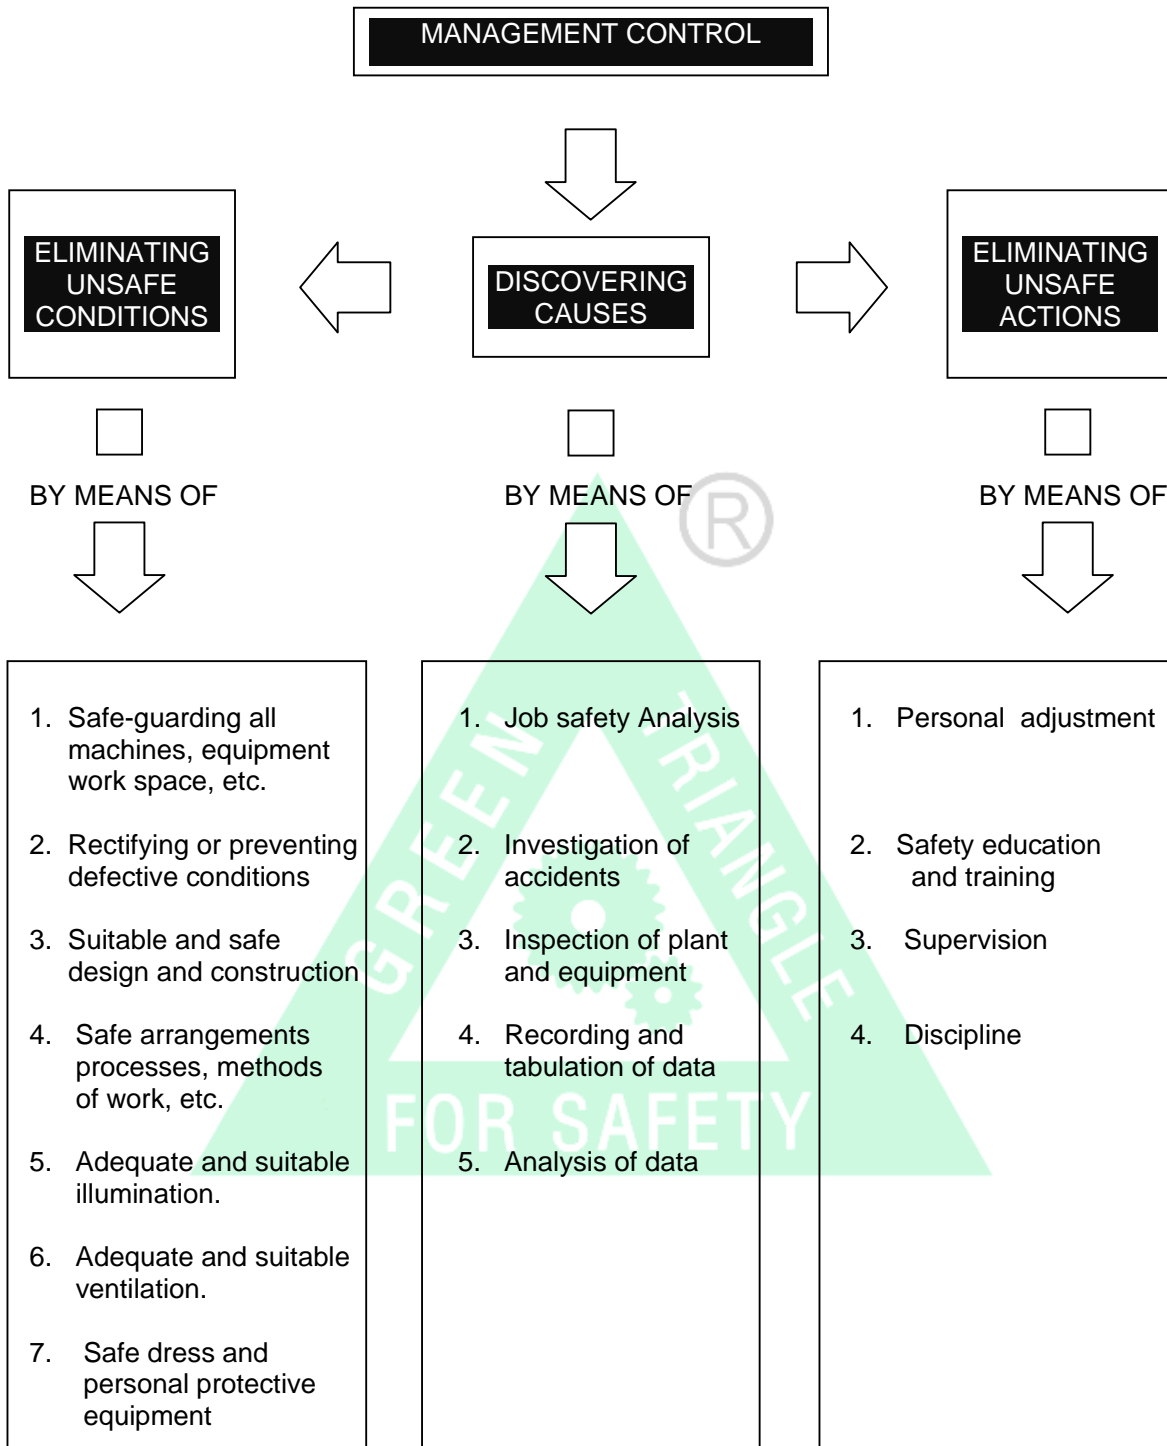 MANAGEMENT CONTROL
ELIMINATING
UNSAFE
CONDITIONS
DISCOVERING
CAUSES
ELIMINATING
UNSAFE
ACTIONS
BY MEANS OF
BY MEANS OF
BY MEANS OF
1. Safe-guarding all
machines, equipment
work space, etc.
2. Rectifying or preventing
defective conditions
3. Suitable and safe
design and construction
4. Safe arrangements
processes, methods
of work, etc.
5. Adequate and suitable
illumination.
6. Adequate and suitable
ventilation.
7. Safe dress and
personal protective
equipment
1. Job safety Analysis
2. Investigation of
accidents
3. Inspection of plant
and equipment
4. Recording and
tabulation of data
5. Analysis of data
1. Personal adjustment
2. Safety education
and training
3. Supervision
4. Discipline
GREEN
TRIANGLE
FOR SAFETY
®